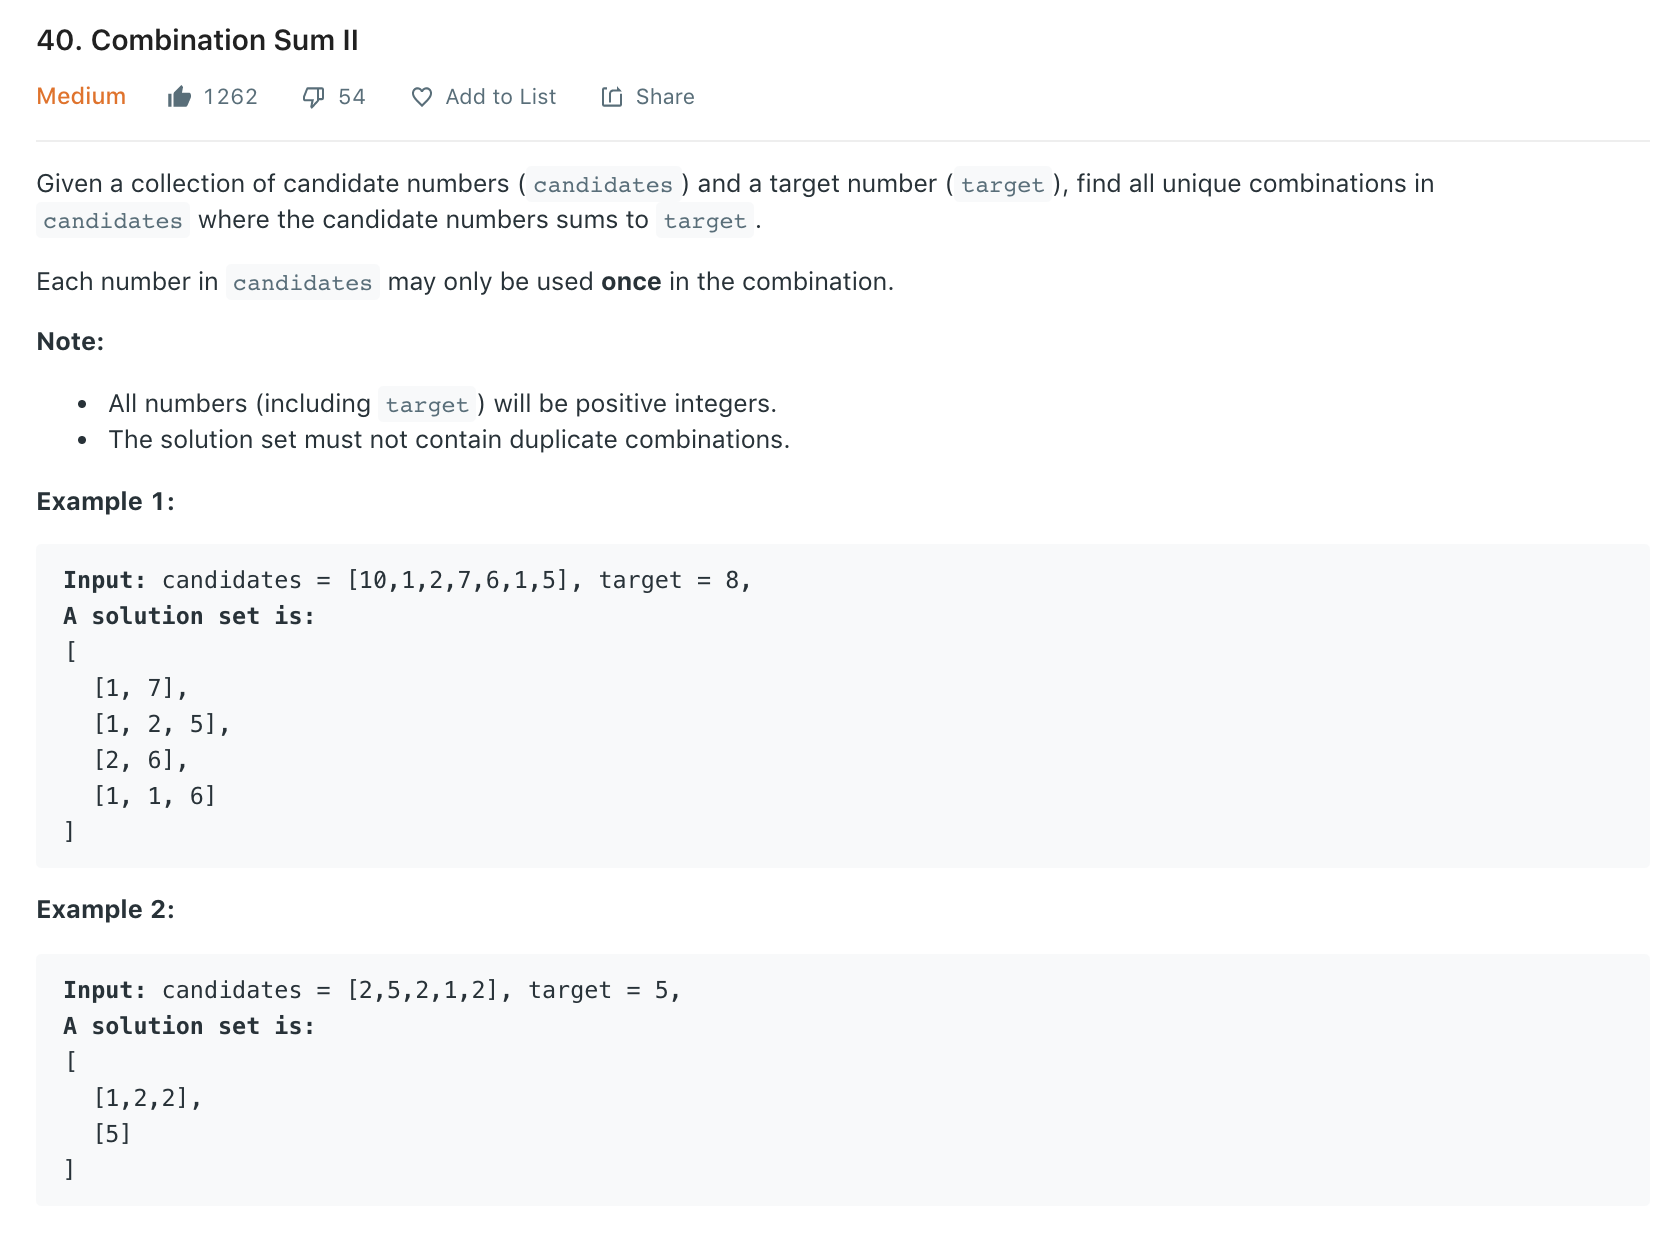 40. Combination Sum II
Medium 1262 54 Add to List Share
Given a collection of candidate numbers ( candidates ) and a target number ( target ), find all unique combinations in
candidates where the candidate numbers sums to target .
Each number in candidates may only be used once in the combination.
Note:
• All numbers (including target ) will be positive integers.
• The solution set must not contain duplicate combinations.
Example 1:
Input: candidates = [10,1,2,7,6,1,5], target = 8,
A solution set is:
[
  [1, 7],
  [1, 2, 5],
  [2, 6],
  [1, 1, 6]
]
Example 2:
Input: candidates = [2,5,2,1,2], target = 5,
A solution set is:
[
  [1,2,2],
  [5]
]